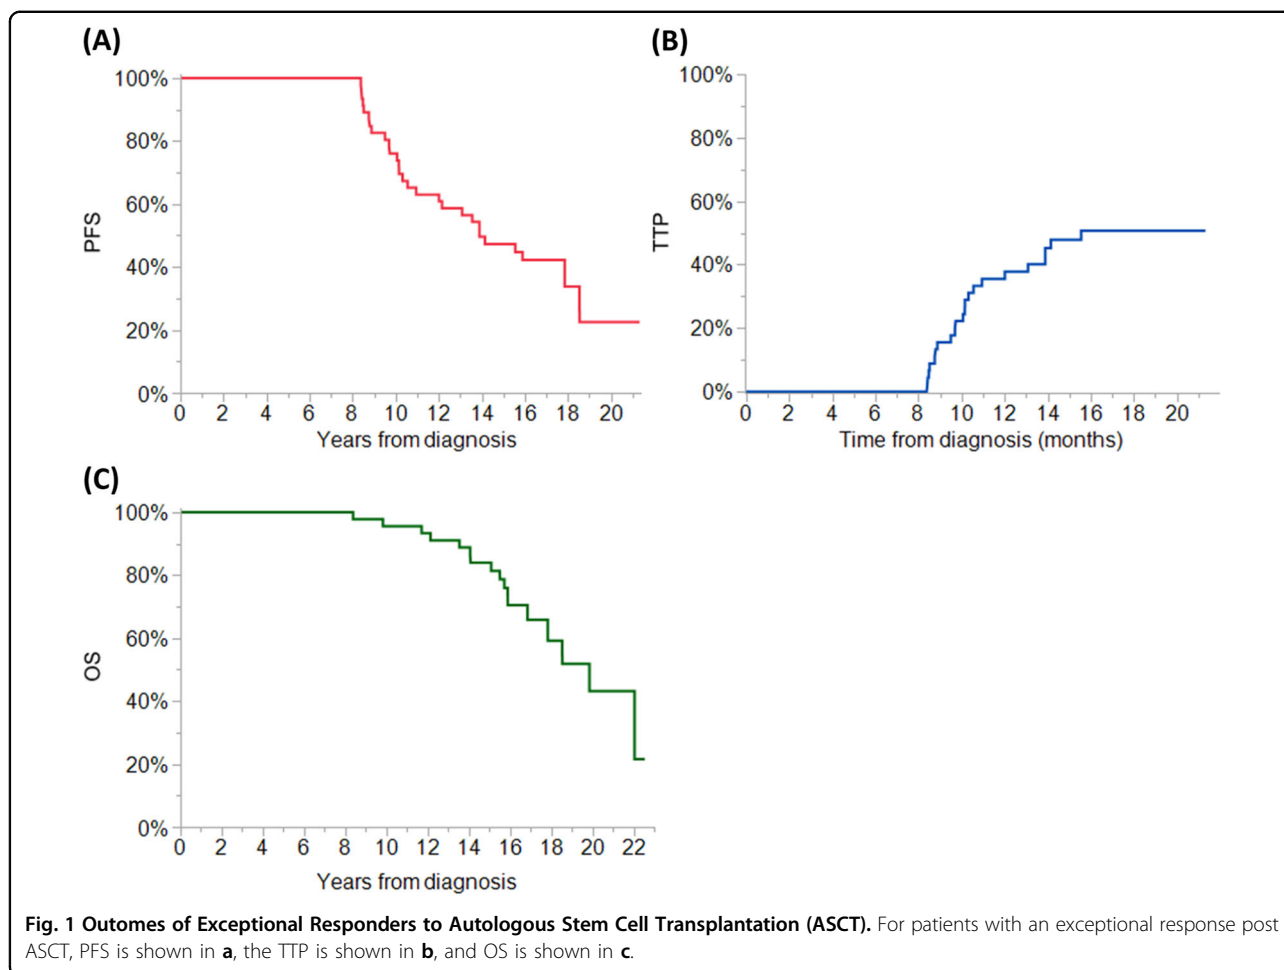 (A)
100%
80%
60%
40%
20%
0%
PFS
0 2 4 6 8 10 12 14 16 18 20
Years from diagnosis
(B)
100%
80%
60%
40%
20%
0%
TTP
0 2 4 6 8 10 12 14 16 18 20
Time from diagnosis (months)
(C)
100%
80%
60%
40%
20%
0%
OS
0 2 4 6 8 10 12 14 16 18 20 22
Years from diagnosis
Fig. 1 Outomes of Exceptional Responders to Autologous Stem Cell Transplantation (ASCT). For patients with an exceptional response post
ASCT, PFS is shown in a, the TTP is shown in b, and OS is shown in c.